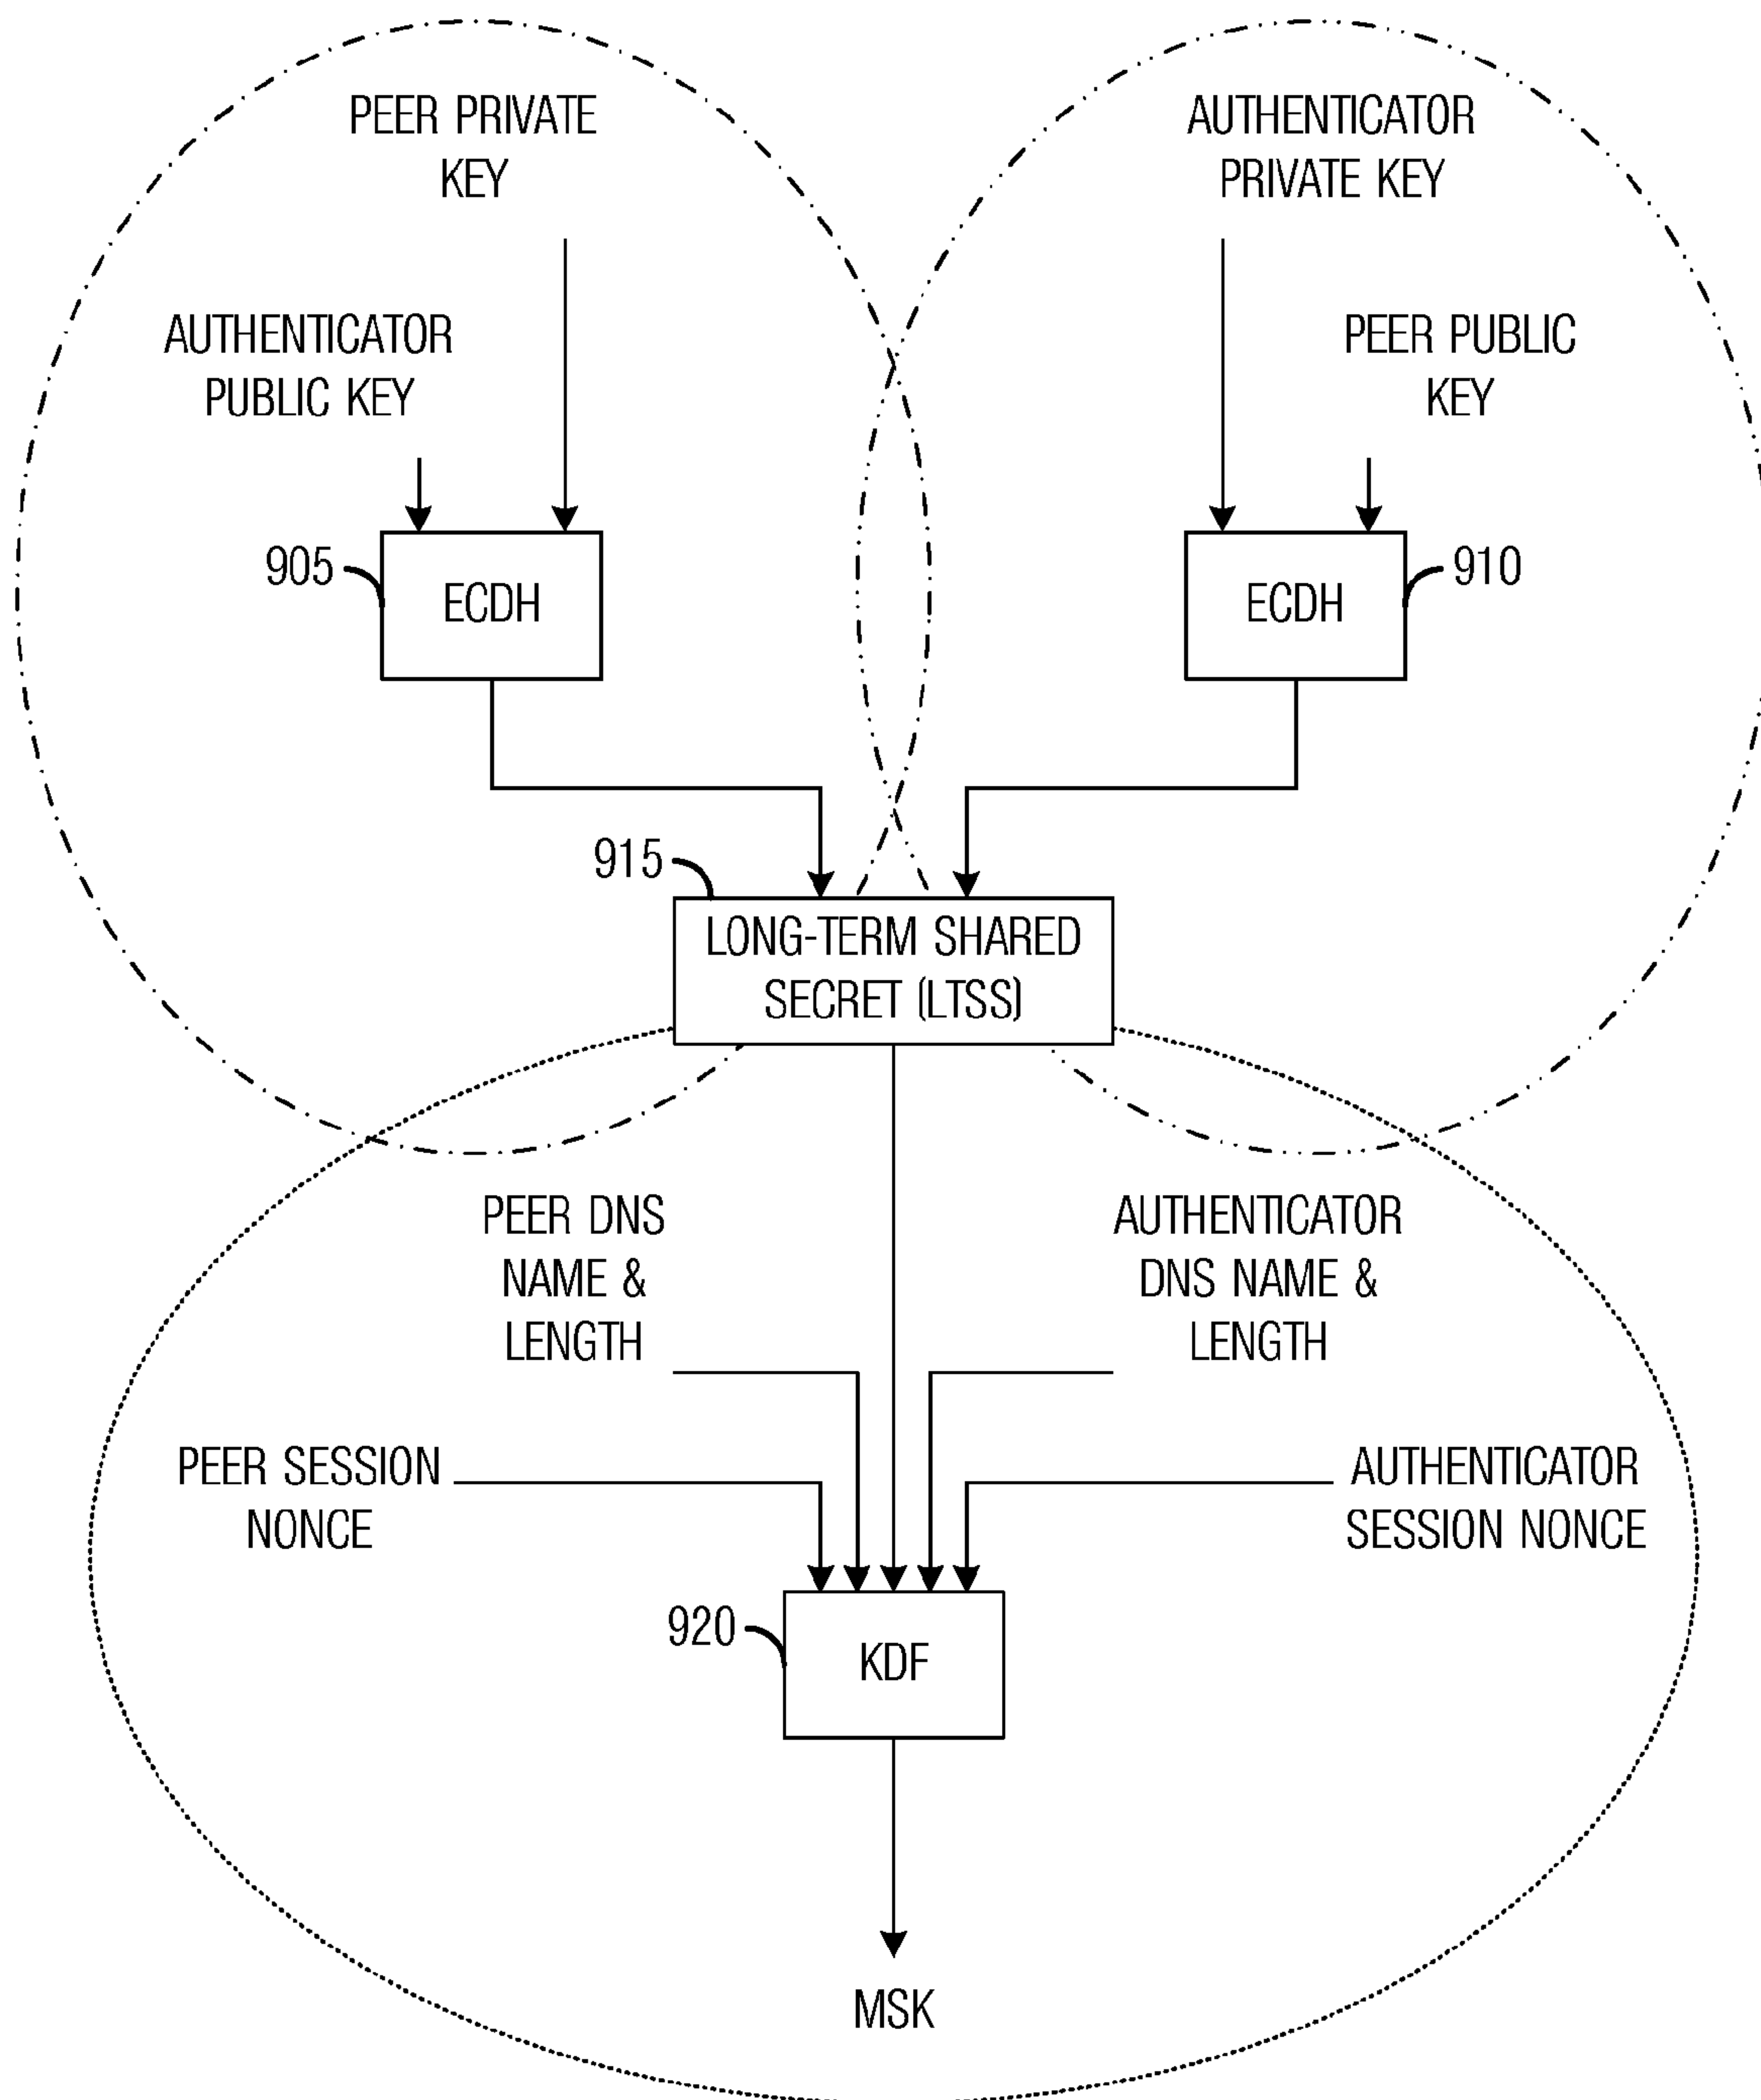 PEER PRIVATE
KEY
AUTHENTICATOR
PRIVATE KEY
AUTHENTICATOR
PUBLIC KEY
PEER PUBLIC
KEY
905
ECDH
ECDH
910
915
LONG-TERM SHARED
SECRET (LTSS)
PEER DNS
NAME &
LENGTH
AUTHENTICATOR
DNS NAME &
LENGTH
PEER SESSION
NONCE
AUTHENTICATOR
SESSION NONCE
920
KDF
MSK